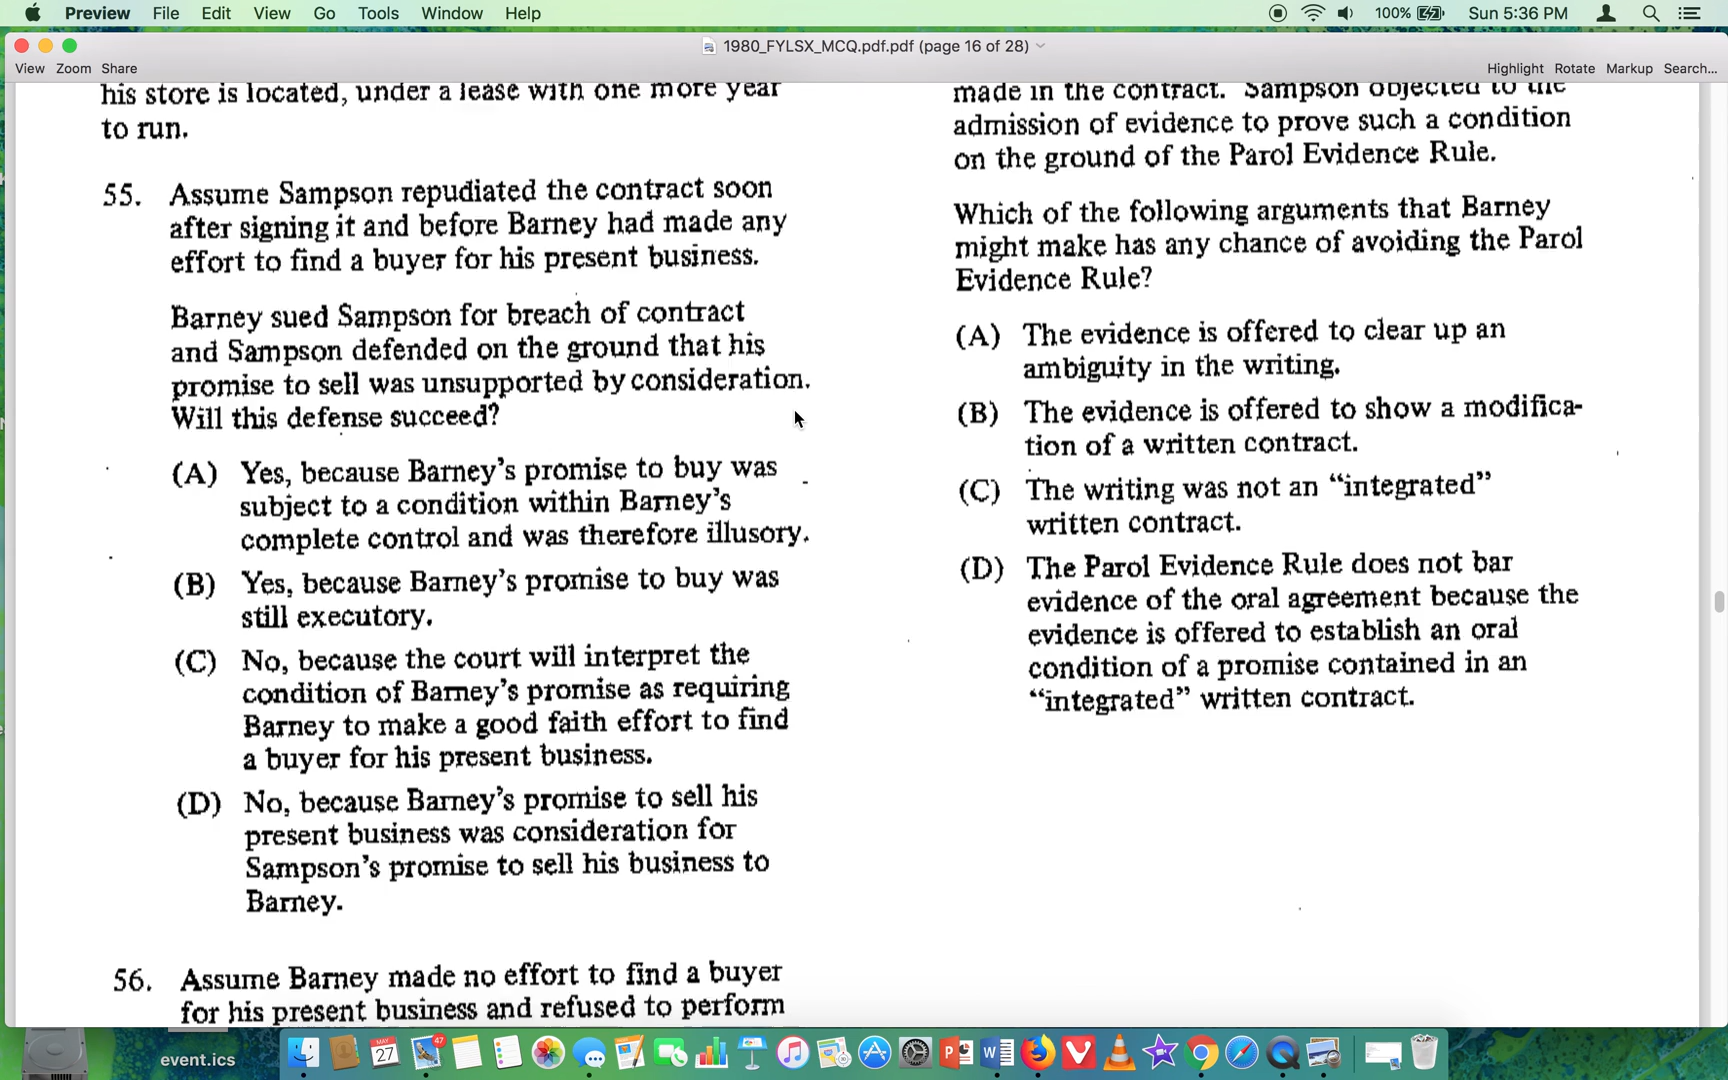 Preview File Edit View Go Tools Window Help
100% Sun 5:36 PM
1980_FYLSX_MCQ.pdf.pdf (page 16 of 28)
View Zoom Share
Highlight Rotate Markup Search...
his store is located, under a lease with one more year
to run.
55. Assume Sampson repudiated the contract soon
after signing it and before Barney had made any
effort to find a buyer for his present business.
Barney sued Sampson for breach of contract
and Sampson defended on the ground that his
promise to sell was unsupported by consideration.
Will this defense succeed?
(A) Yes, because Barney's promise to buy was
subject to a condition within Barney's
complete control and was therefore illusory.
(B) Yes, because Barney's promise to buy was
still executory.
(C) No, because the court will interpret the
condition of Barney's promise as requiring
Barney to make a good faith effort to find
a buyer for his present business.
(D) No, because Barney's promise to sell his
present business was consideration for
Sampson's promise to sell his business to
Barney.
56. Assume Barney made no effort to find a buyer
for his present business and refused to perform
made in the contract. Sampson objected to the
admission of evidence to prove such a condition
on the ground of the Parol Evidence Rule.
Which of the following arguments that Barney
might make has any chance of avoiding the Parol
Evidence Rule?
(A) The evidence is offered to clear up an
ambiguity in the writing.
(B) The evidence is offered to show a modifica-
tion of a written contract.
(C) The writing was not an "integrated"
written contract.
(D) The Parol Evidence Rule does not bar
evidence of the oral agreement because the
evidence is offered to establish an oral
condition of a promise contained in an
"integrated" written contract.
event.ics
MAY
27
47